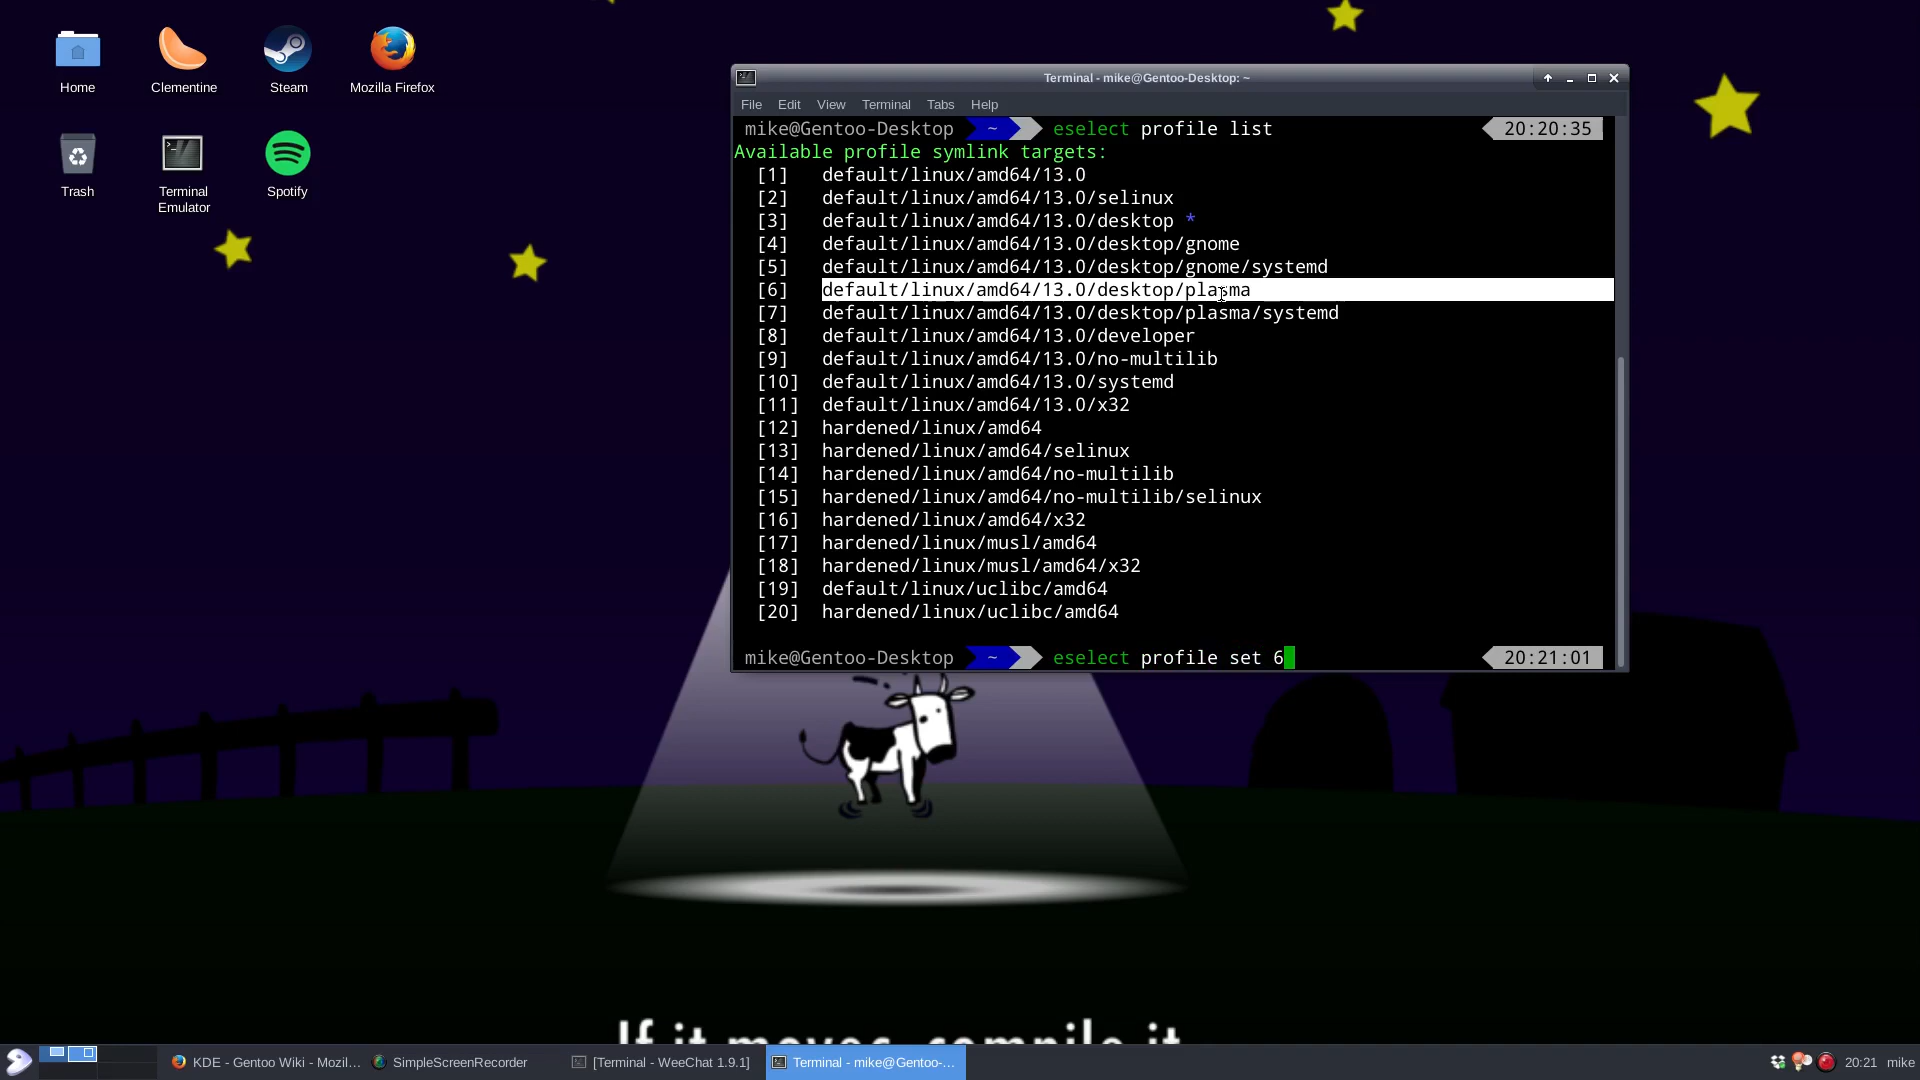 Home
Clementine
Steam
Mozilla Firefox
Trash
Terminal
Emulator
Spotify
Terminal - mike@Gentoo-Desktop: ~
File Edit View Terminal Tabs Help
mike@Gentoo-Desktop ~ eselect profile list 20:20:35
Available profile symlink targets:
[1] default/linux/amd64/13.0
[2] default/linux/amd64/13.0/selinux
[3] default/linux/amd64/13.0/desktop *
[4] default/linux/amd64/13.0/desktop/gnome
[5] default/linux/amd64/13.0/desktop/gnome/systemd
[6] default/linux/amd64/13.0/desktop/plasma
[7] default/linux/amd64/13.0/desktop/plasma/systemd
[8] default/linux/amd64/13.0/developer
[9] default/linux/amd64/13.0/no-multilib
[10] default/linux/amd64/13.0/systemd
[11] default/linux/amd64/13.0/x32
[12] hardened/linux/amd64
[13] hardened/linux/amd64/selinux
[14] hardened/linux/amd64/no-multilib
[15] hardened/linux/amd64/no-multilib/selinux
[16] hardened/linux/amd64/x32
[17] hardened/linux/musl/amd64
[18] hardened/linux/musl/amd64/x32
[19] default/linux/uclibc/amd64
[20] hardened/linux/uclibc/amd64
mike@Gentoo-Desktop ~ eselect profile set 6 20:21:01
If it moves, compile it
KDE - Gentoo Wiki - Mozil... SimpleScreenRecorder [Terminal - WeeChat 1.9.1] Terminal - mike@Gentoo-... 20:21 mike